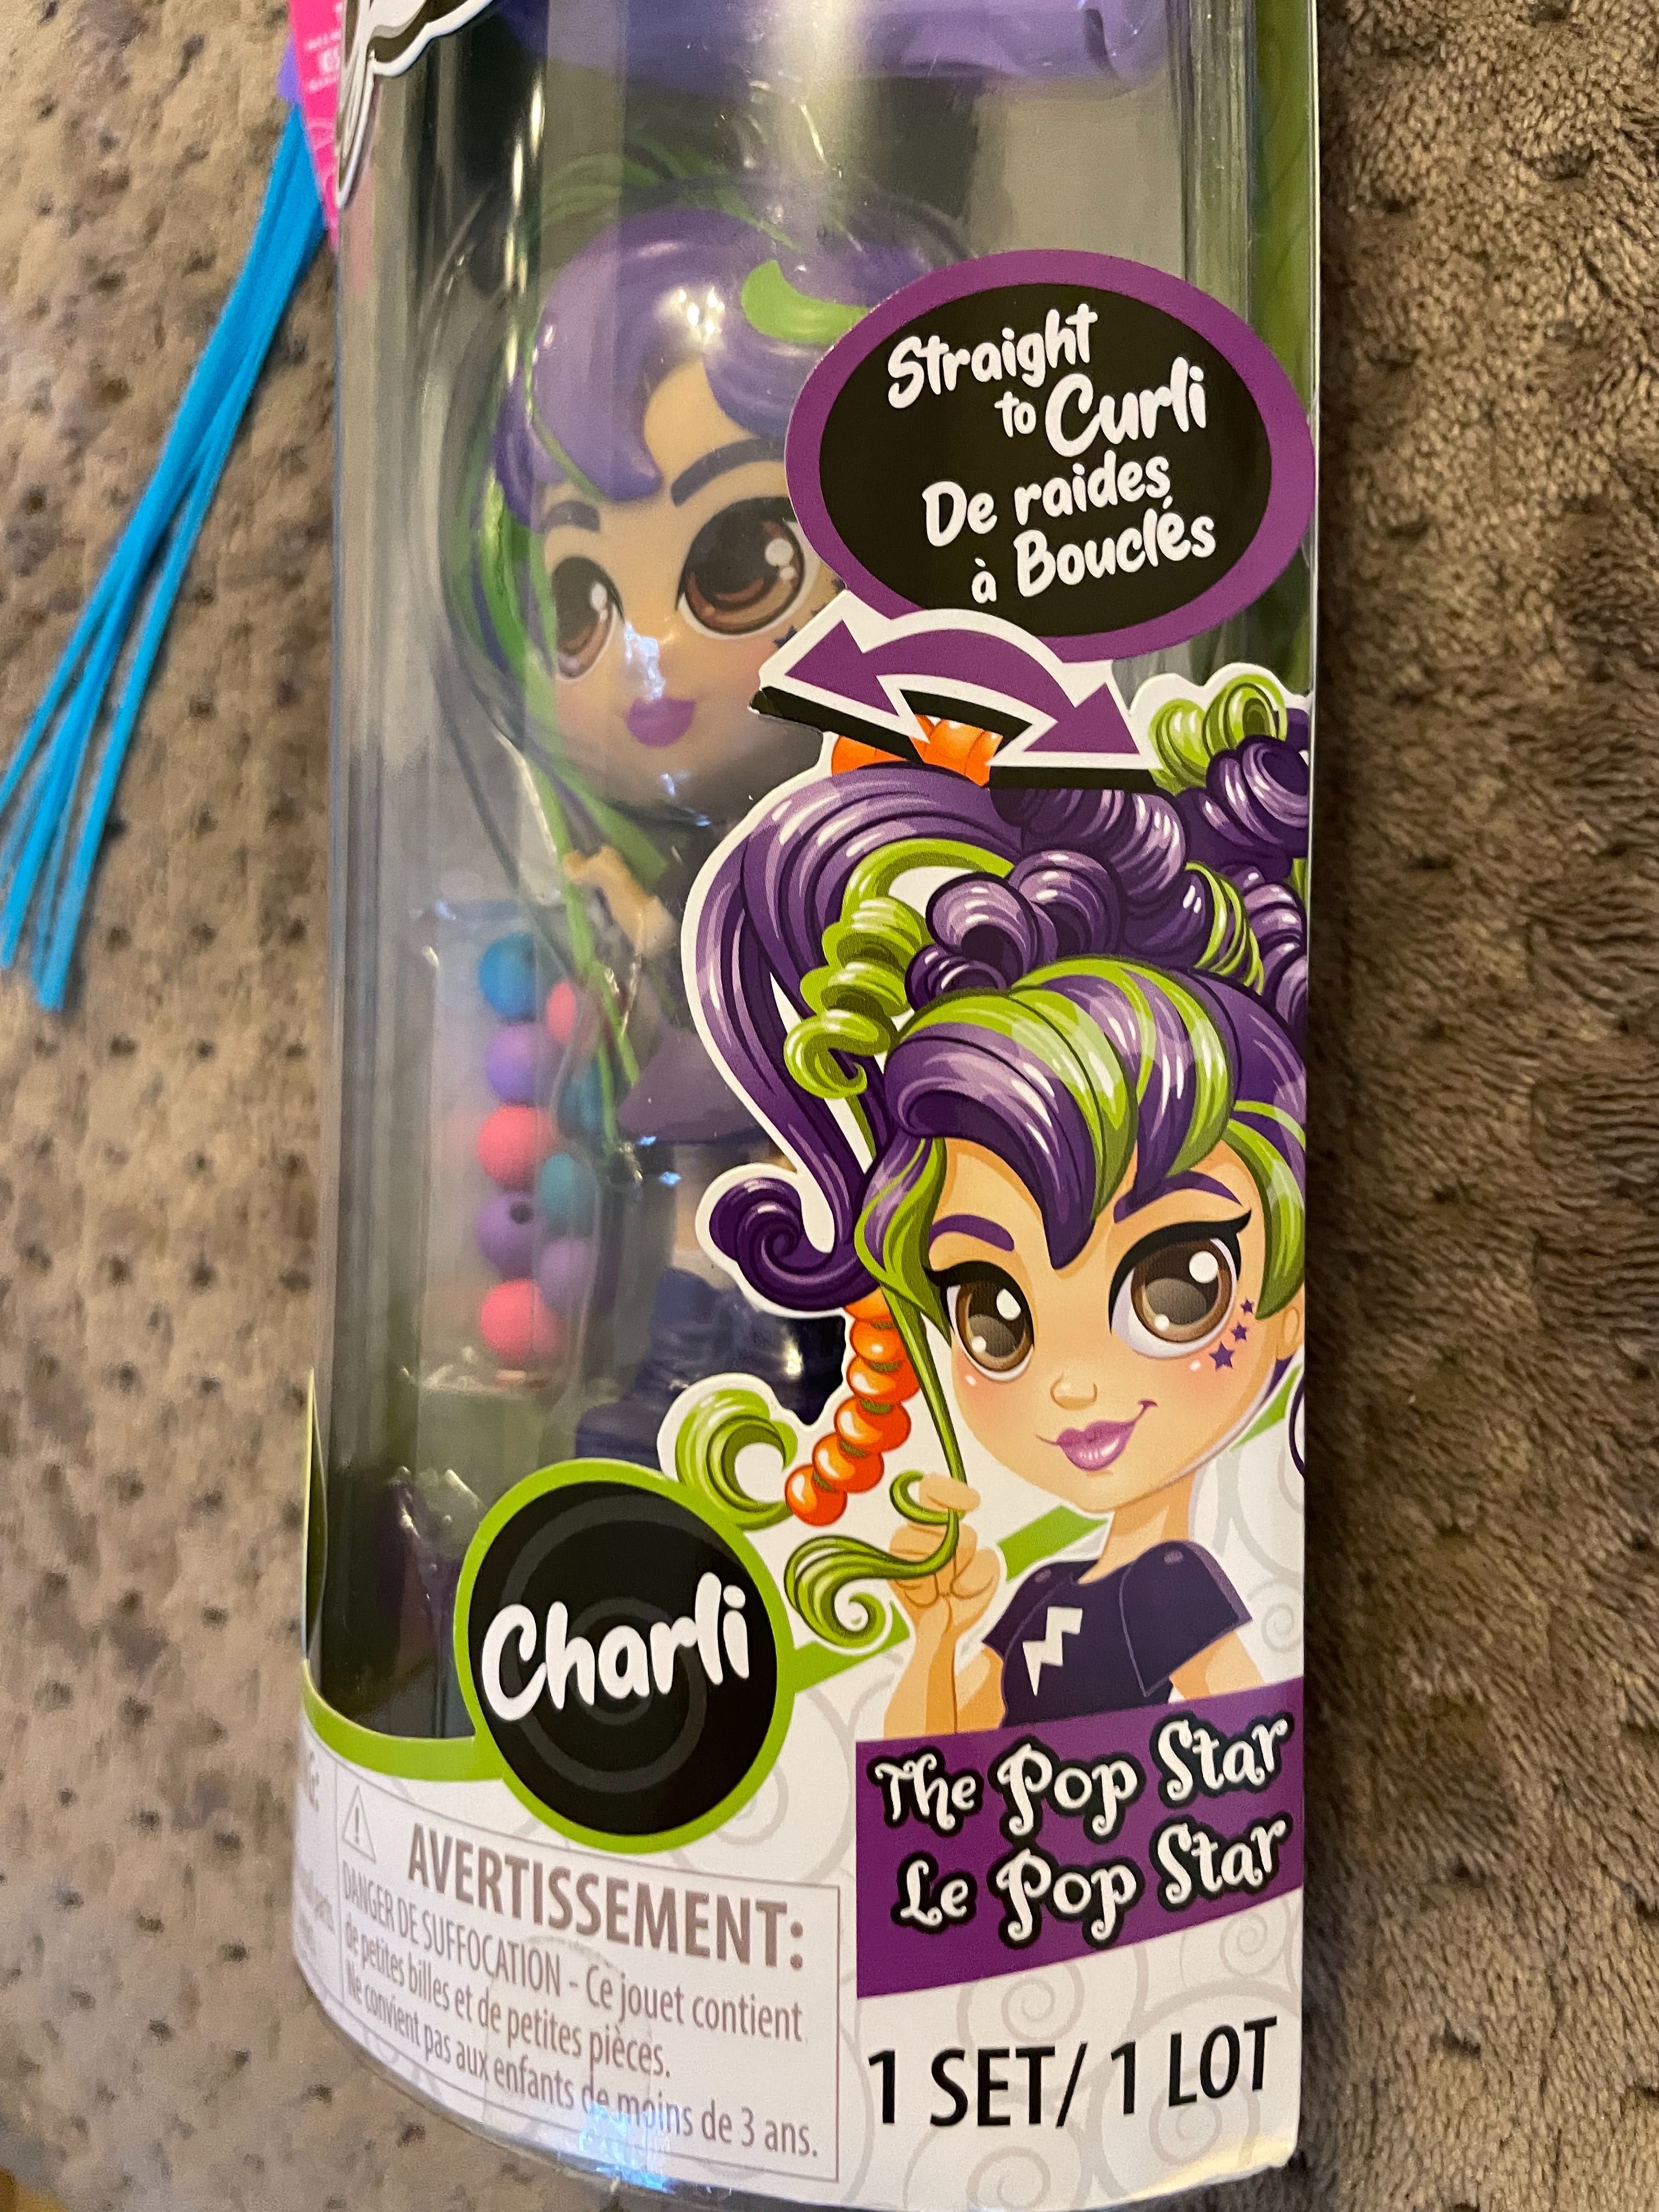 Straight
to Curli
De raides
à Bouclés
Charli
The Pop Star
Le Pop Star
AVERTISSEMENT:
DANGER DE SUFFOCATION - Ce jouet contient
de petites billes et de petites pièces.
Ne convient pas aux enfants de moins de 3 ans.
1 SET/ 1 LOT